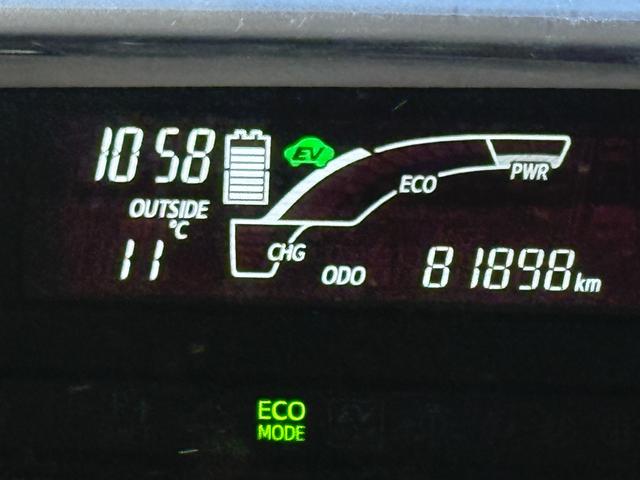 10 58
EV
ECO
PWR
OUTSIDE
°C
11
CHG
ODO
81898 km
ECO
MODE